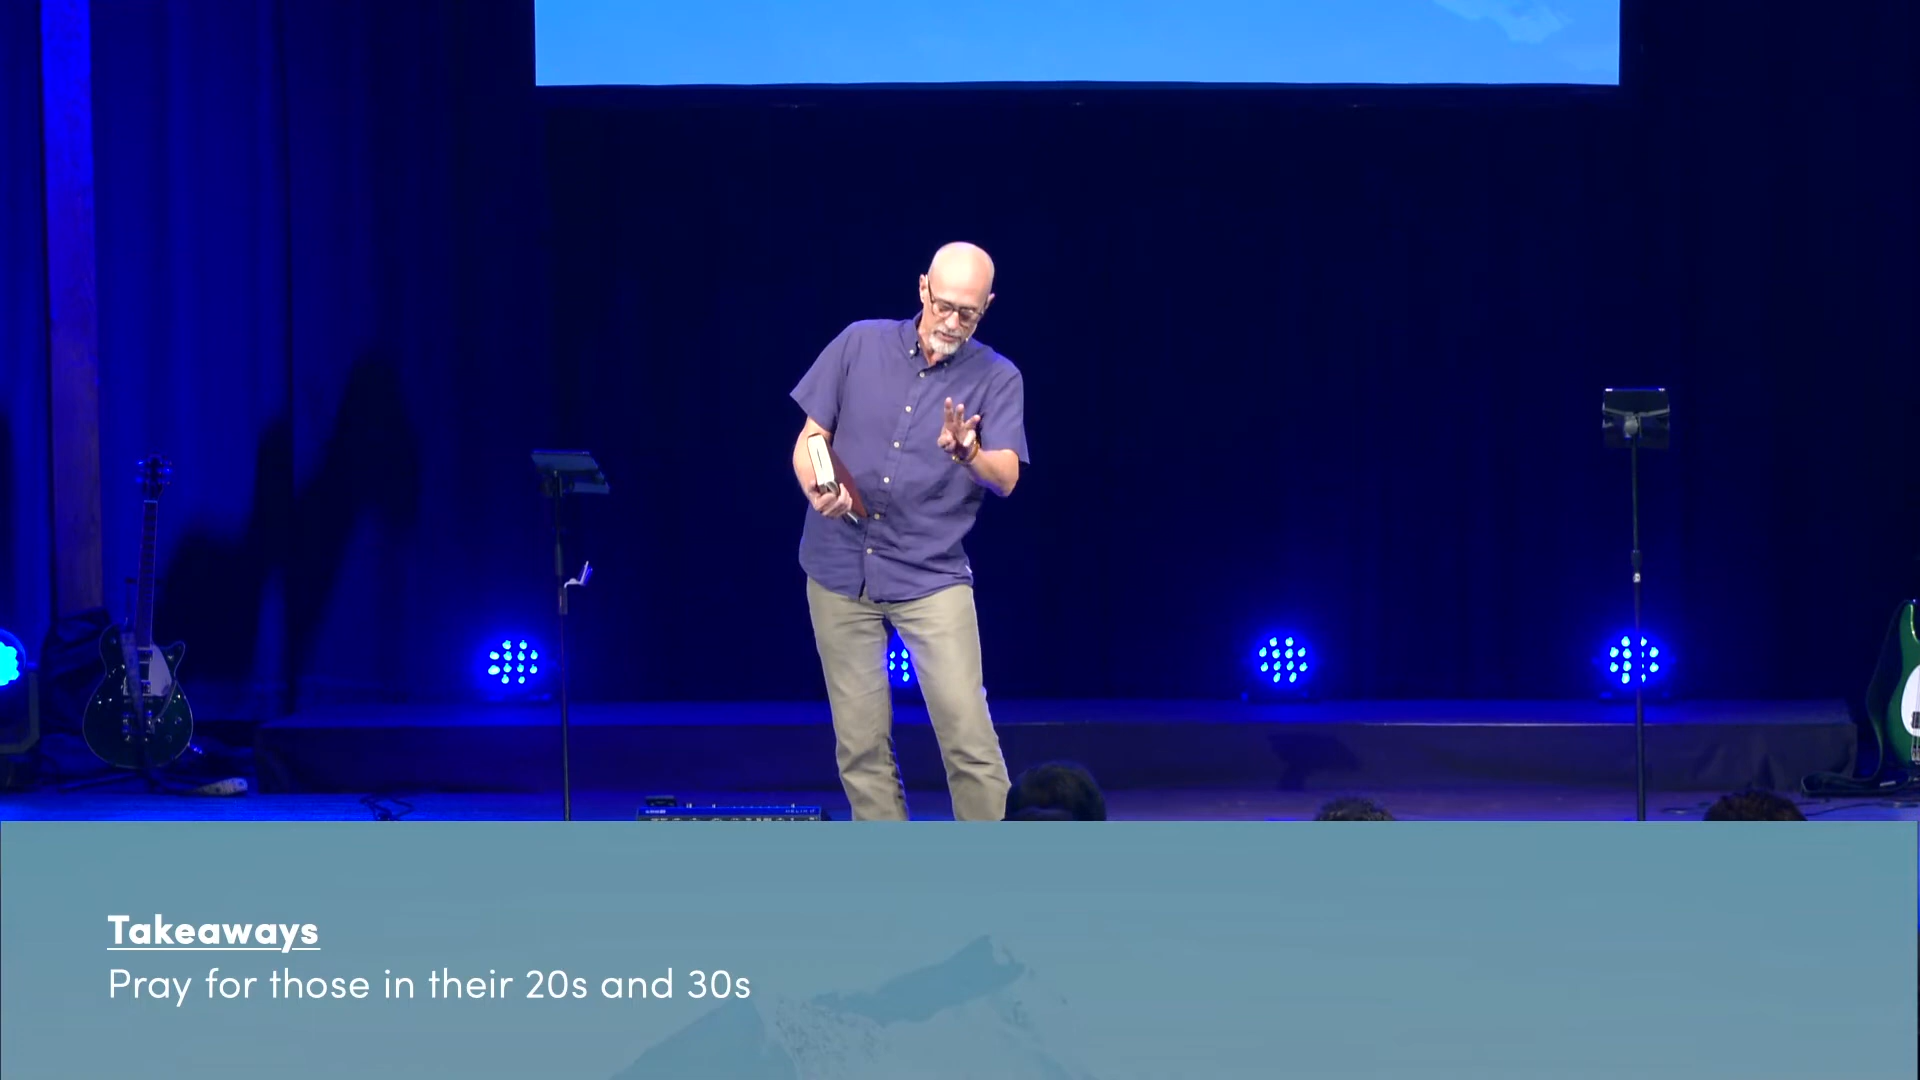 Takeaways
Pray for those in their 20s and 30s